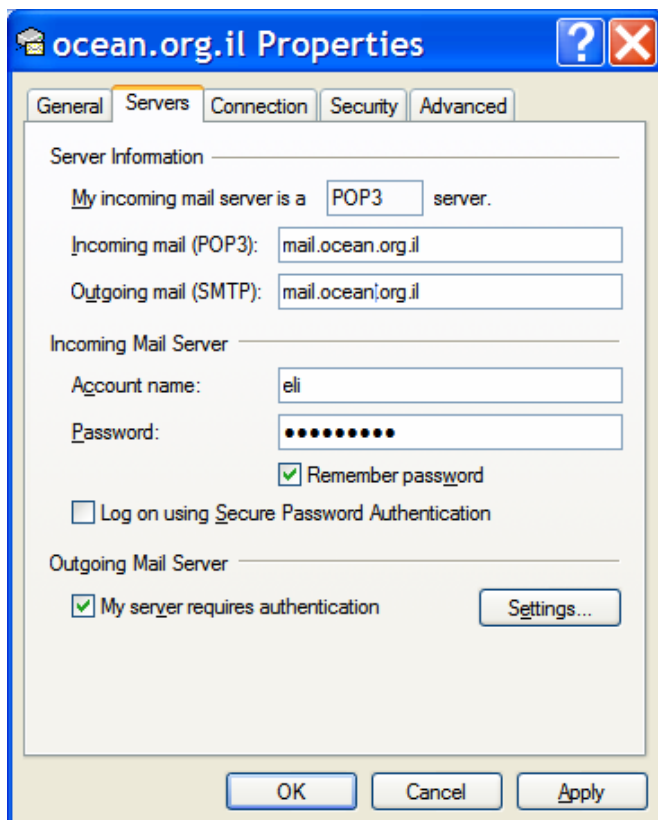 ocean.org.il Properties
General Servers Connection Security Advanced
Server Information
My incoming mail server is a POP3 server.
Incoming mail (POP3): mail.ocean.org.il
Outgoing mail (SMTP): mail.ocean.org.il
Incoming Mail Server
Account name: eli
Password: ●●●●●●●●●
Remember password
Log on using Secure Password Authentication
Outgoing Mail Server
My server requires authentication Settings...
OK Cancel Apply